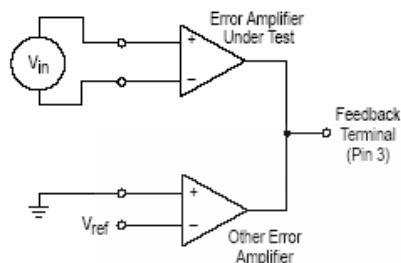 Error Amplifier
Under Test
+
−
Vin
Feedback
Terminal
(Pin 3)
+
−
Vref
Other Error
Amplifier